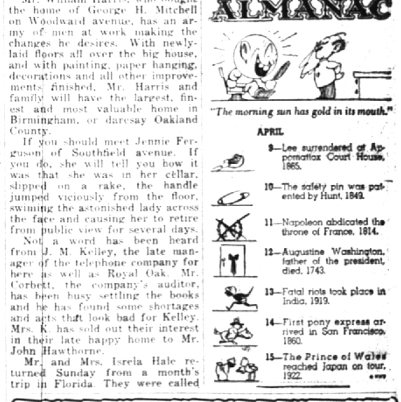 Mr. William Harris, who bought
the home of George H. Mitchell
on Woodward avenue, has an ar-
my of men at work making the
changes he desires. With newly-
laid floors all over the big house,
and with painting, paper hanging,
decorations and all other improve-
ments finished, Mr. Harris and
family will have the largest, fin-
est and most valuable home in
Birmingham, or daresay Oakland
County.
If you should meet Jennie Fer-
guson of Southfield avenue. If
you do, she will tell you how it
was that she was in her cellar,
slipped on a rake, the handle
jumped viciously from the floor,
swiming the astonished lady across
the face and causing her to retire
from public view for several days.
Not a word has been heard
from J. M. Kelley, the late man-
ager of the telephone company for
here as well as Royal Oak. Mr.
Corbett, the company's auditor,
has been busy settling the books
and he has found some shortages
and acts that look bad for Kelley.
Mrs. K. has sold out their interest
in their late happy home to Mr.
John Hawthorne.
Mr. and Mrs. Isrela Hale re-
turned Sunday from a month's
trip in Florida. They were called
ALMANAC
"The morning sun has gold in its mouth."
APRIL
9—Lee surrendered at Ap-
pomattox Court House,
1865.
10—The safety pin was pat-
ented by Hunt, 1849.
11—Napoleon abdicated the
throne of France, 1814.
12—Augustine Washington,
father of the president,
died, 1743.
13—Fatal riots took place in
India, 1919.
14—First pony express ar-
rived in San Francisco,
1860.
15—The Prince of Wales
reached Japan on tour,
1922.